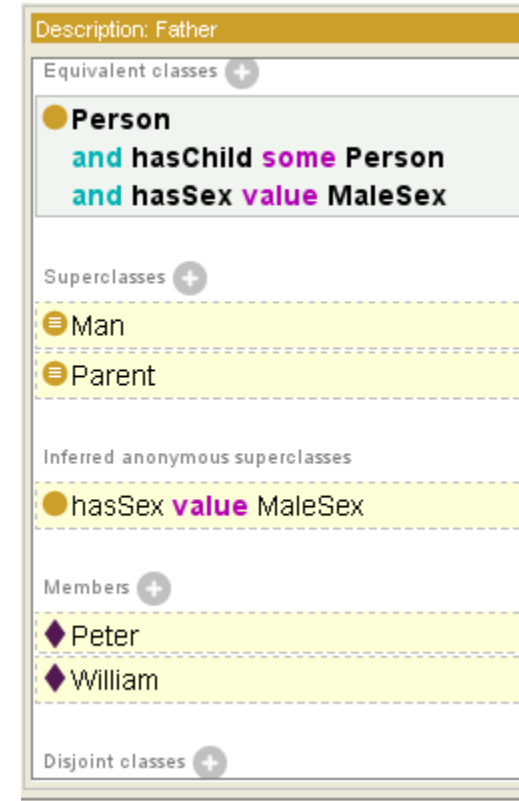 Description: Father
Equivalent classes
Person
and hasChild some Person
and hasSex value MaleSex
Superclasses
Man
Parent
Inferred anonymous superclasses
hasSex value MaleSex
Members
Peter
William
Disjoint classes